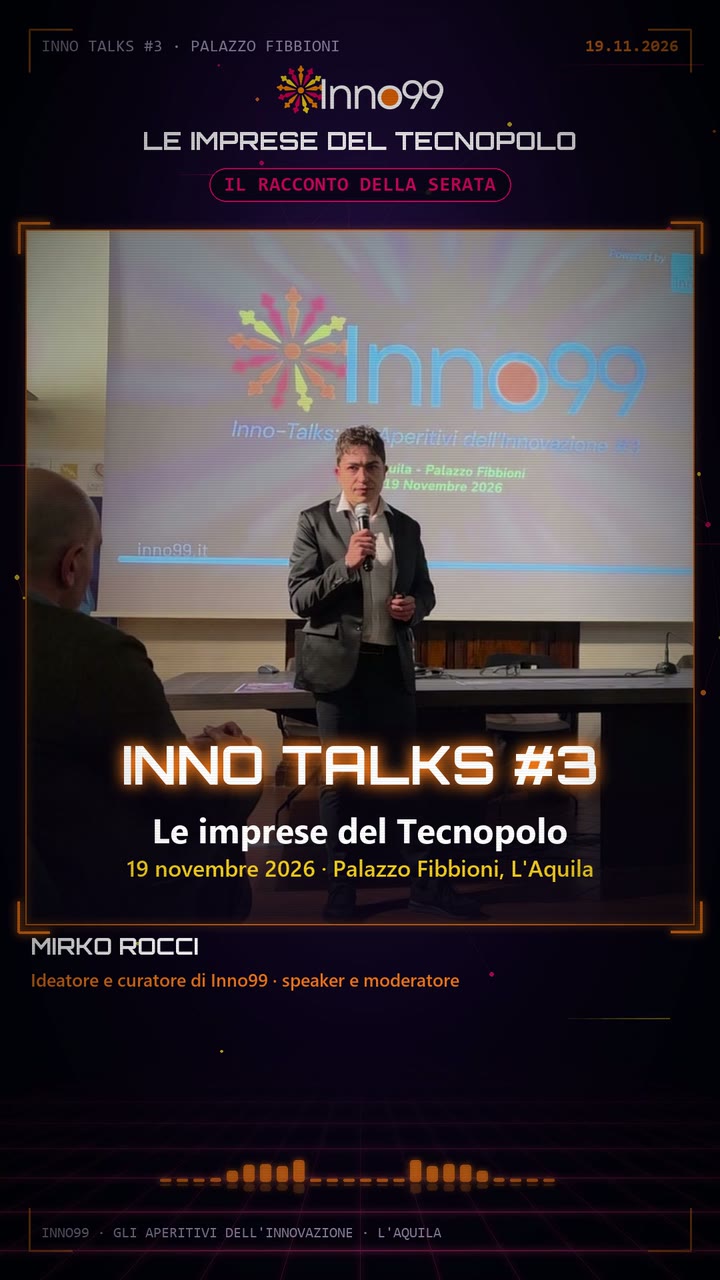 INNO TALKS #3 · PALAZZO FIBBIONI
19.11.2026
Inno99
LE IMPRESE DEL TECNOPOLO
IL RACCONTO DELLA SERATA
Powered by
Inno99
Inno-Talks: Aperitivi dell'Innovazione #3
uila - Palazzo Fibbioni
19 Novembre 2026
inno99.it
INNO TALKS #3
Le imprese del Tecnopolo
19 novembre 2026 · Palazzo Fibbioni, L'Aquila
MIRKO ROCCI
Ideatore e curatore di Inno99 · speaker e moderatore
INNO99 · GLI APERITIVI DELL'INNOVAZIONE · L'AQUILA